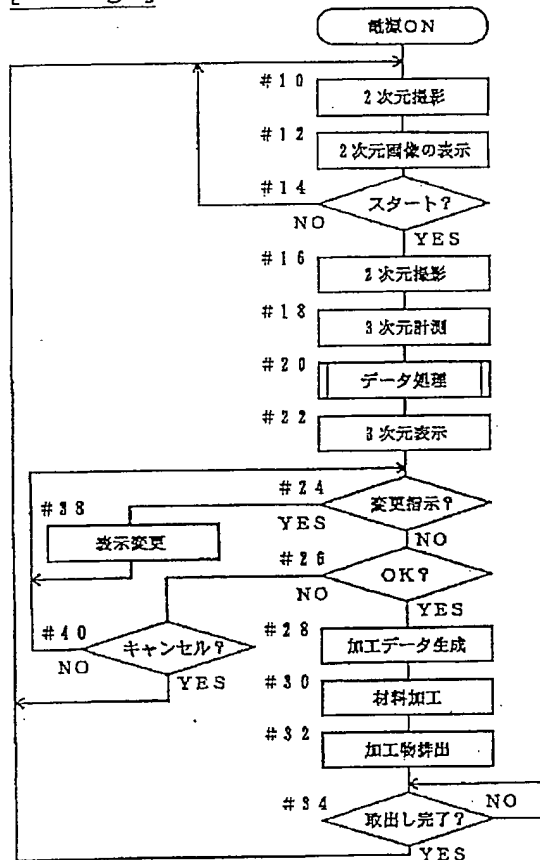 電源ON
#10
2次元撮影
#12
2次元画像の表示
#14
スタート?
NO
YES
#16
2次元撮影
#18
3次元計測
#20
データ処理
#22
3次元表示
#24
変更指示?
#38
YES
NO
表示変更
#26
OK?
NO
YES
#40
キャンセル?
NO
YES
#28
加工データ生成
#30
材料加工
#32
加工物排出
#34
取出し完了?
NO
YES